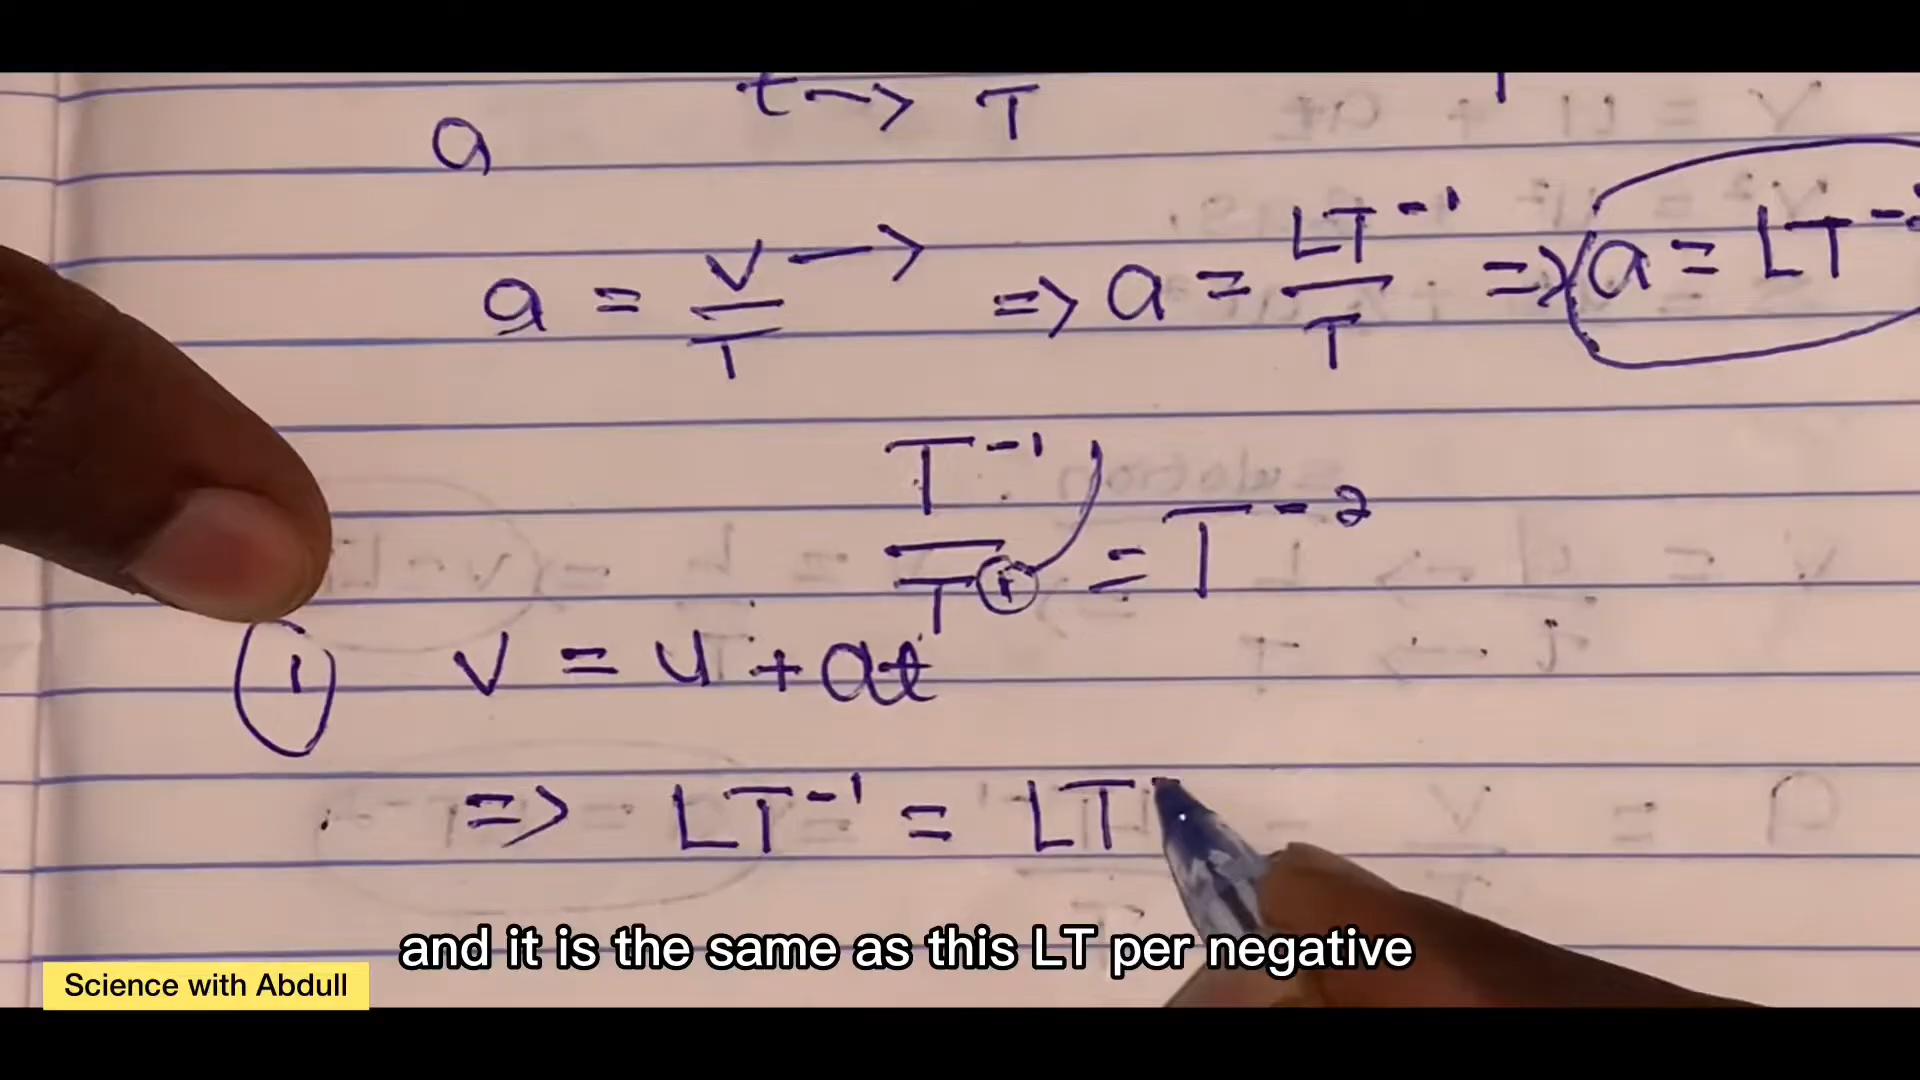 t -> T
a
a = V/T -> => a = LT⁻¹/T => a = LT⁻
T⁻¹/T¹ = T⁻²
① V = u + at
=> LT⁻¹ = LT
and it is the same as this LT per negative
Science with Abdull